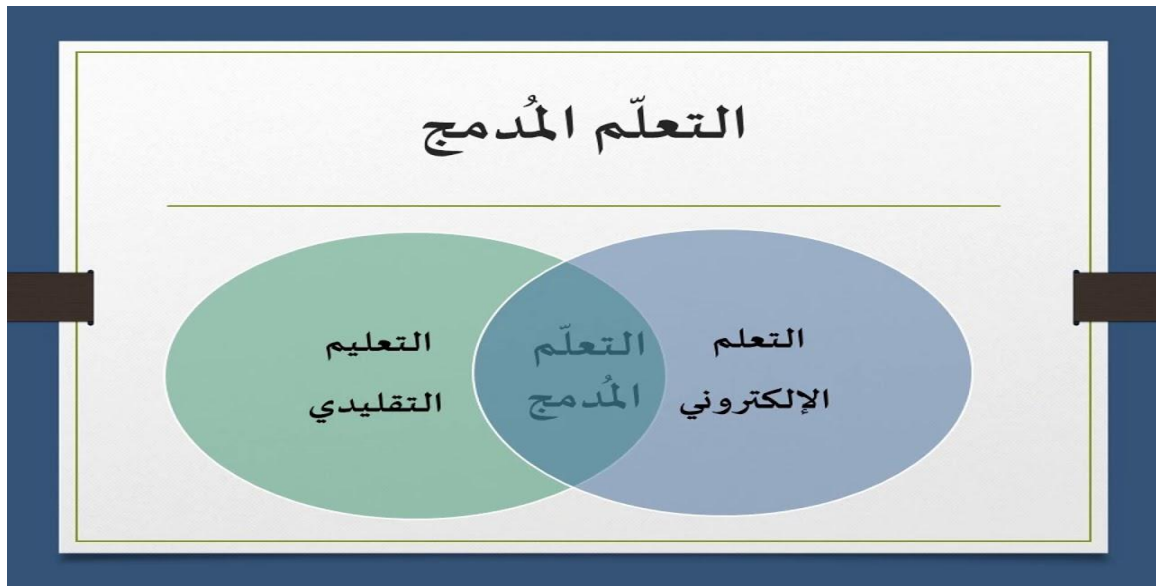 التعلّم المُدمج
التعلم
الإلكتروني
التعلّم
المُدمج
التعليم
التقليدي